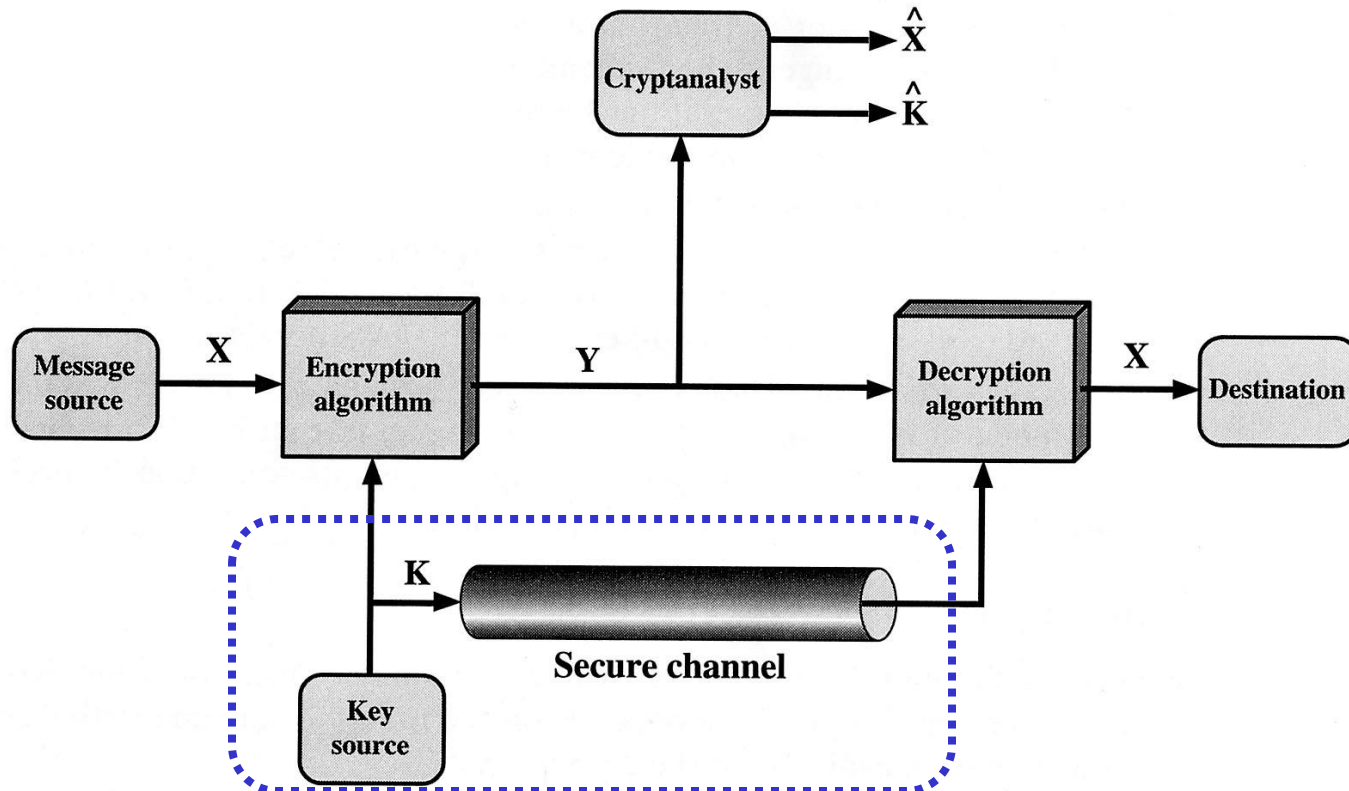 X̂
Cryptanalyst
K̂
Message
source
X
Encryption
algorithm
Y
Decryption
algorithm
X
Destination
K
Secure channel
Key
source